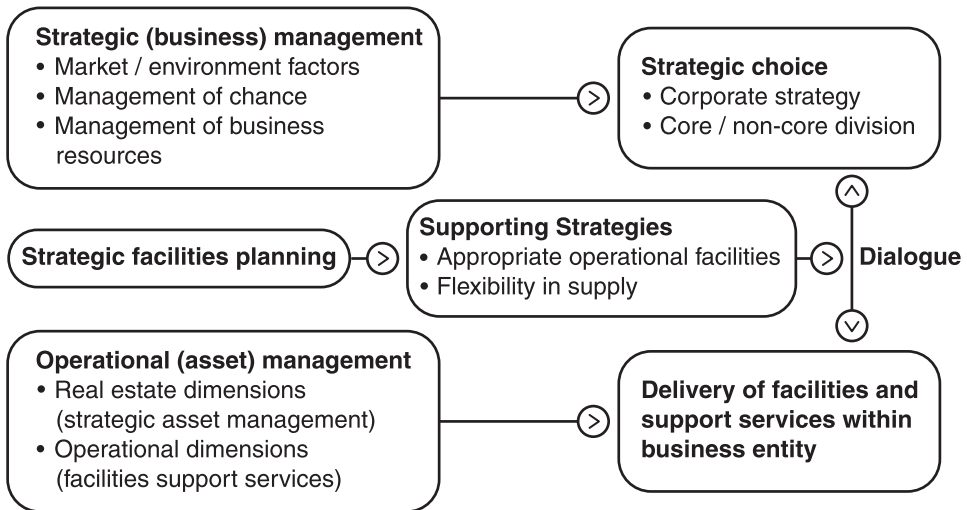 Strategic (business) management
• Market / environment factors
• Management of chance
• Management of business
resources
Strategic choice
• Corporate strategy
• Core / non-core division
Strategic facilities planning
Supporting Strategies
• Appropriate operational facilities
• Flexibility in supply
Dialogue
Operational (asset) management
• Real estate dimensions
(strategic asset management)
• Operational dimensions
(facilities support services)
Delivery of facilities and
support services within
business entity